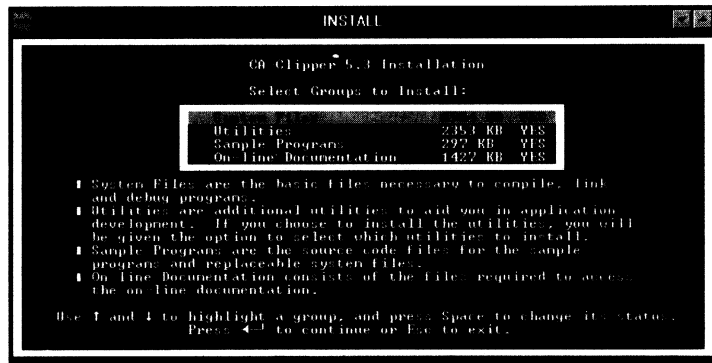 INSTALL
CA Clipper 5.3 Installation
Select Groups to Install:
Utilities 2353 KB YES
Sample Programs 297 KB YES
On-line Documentation 1427 KB YES
System Files are the basic files necessary to compile, link
and debug programs.
Utilities are additional utilities to aid you in application
development. If you choose to install the utilities, you will
be given the option to select which utilities to install.
Sample Programs are the source code files for the sample
programs and replaceable system files.
On-line Documentation consists of the files required to access
the on-line documentation.
Use ↑ and ↓ to highlight a group, and press Space to change its status.
Press ◄┘ to continue or Esc to exit.